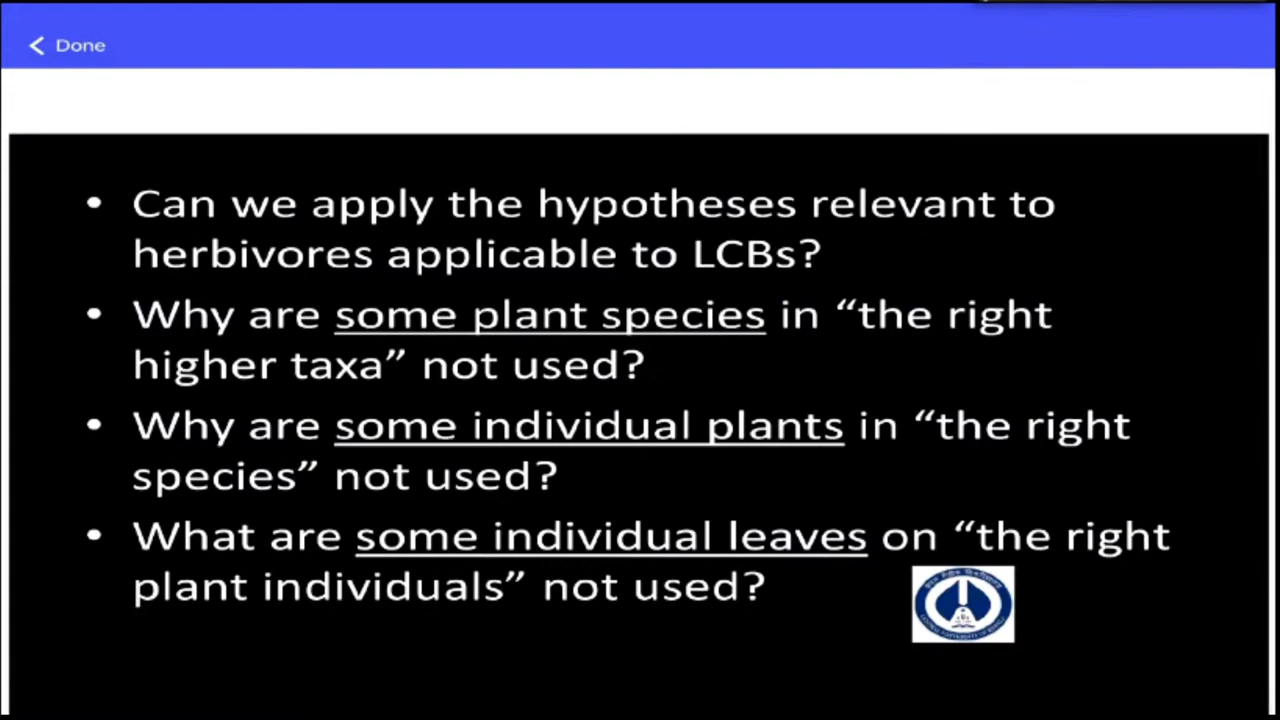 Done
• Can we apply the hypotheses relevant to
herbivores applicable to LCBs?
• Why are some plant species in “the right
higher taxa” not used?
• Why are some individual plants in “the right
species” not used?
• What are some individual leaves on “the right
plant individuals” not used?